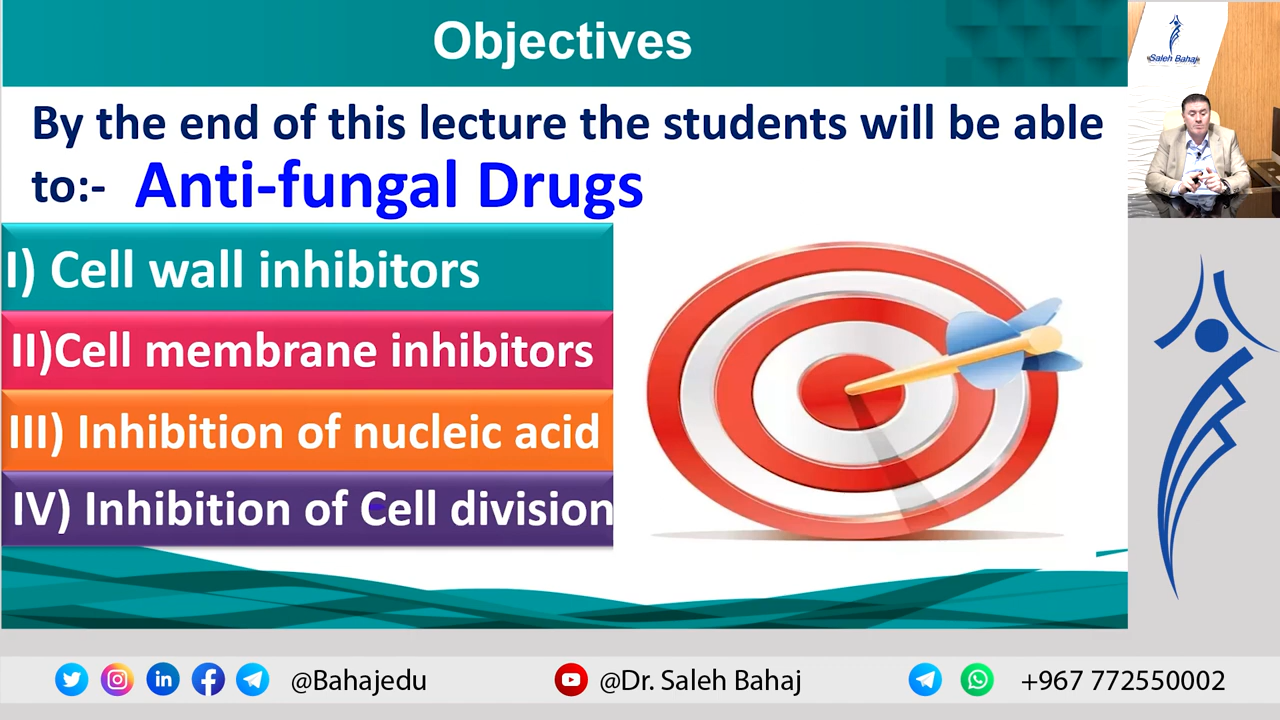 Objectives
By the end of this lecture the students will be able
to:- Anti-fungal Drugs
I) Cell wall inhibitors
II)Cell membrane inhibitors
III) Inhibition of nucleic acid
IV) Inhibition of Cell division
Saleh Bahaj
@Bahajedu
@Dr. Saleh Bahaj
+967 772550002